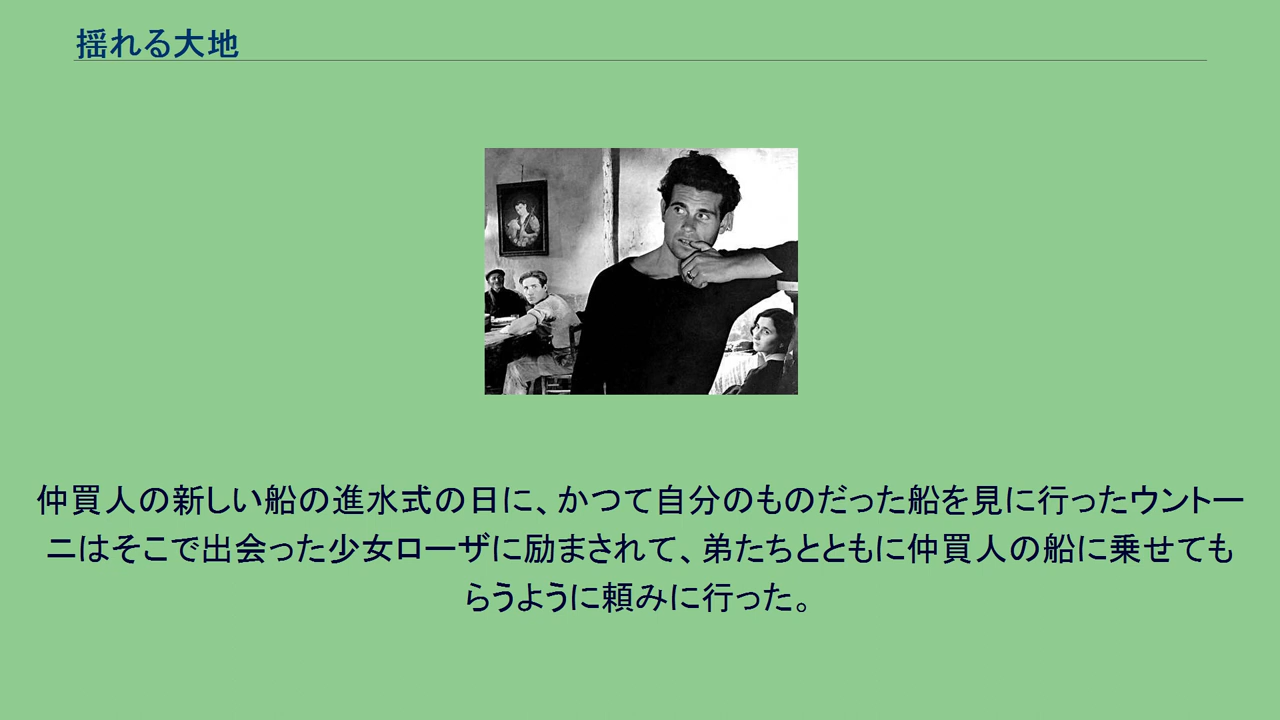 揺れる大地
仲買人の新しい船の進水式の日に、かつて自分のものだった船を見に行ったウントー
ニはそこで出会った少女ローザに励まされて、弟たちとともに仲買人の船に乗せても
らうように頼みに行った。